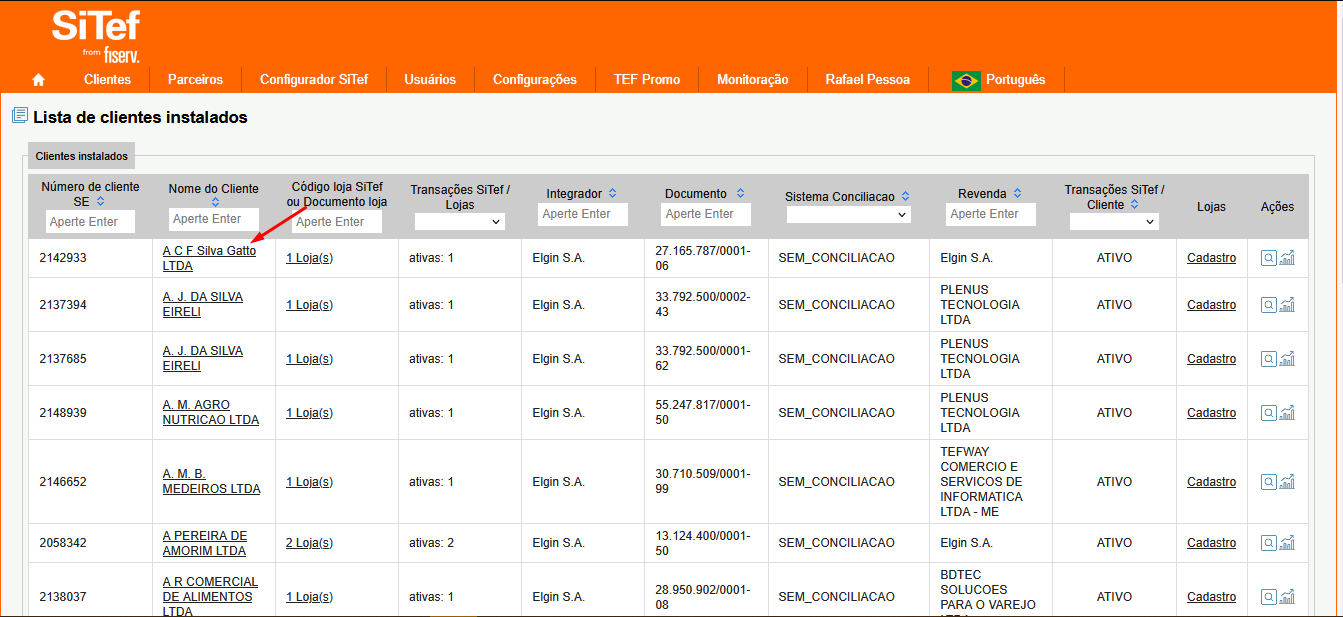 SiTef
from fiserv.
Clientes
Parceiros
Configurador SiTef
Usuários
Configurações
TEF Promo
Monitoração
Rafael Pessoa
Português
Lista de clientes instalados
Clientes instalados
Número de cliente
SE
Aperte Enter
Nome do Cliente
Aperte Enter
Código loja SiTef
ou Documento loja
Aperte Enter
Transações SiTef /
Lojas
Integrador
Aperte Enter
Documento
Aperte Enter
Sistema Conciliacao
Revenda
Aperte Enter
Transações SiTef /
Cliente
Lojas
Ações
2142933
A C F Silva Gatto
LTDA
1 Loja(s)
ativas: 1
Elgin S.A.
27.165.787/0001-
06
SEM_CONCILIACAO
Elgin S.A.
ATIVO
Cadastro
2137394
A. J. DA SILVA
EIRELI
1 Loja(s)
ativas: 1
Elgin S.A.
33.792.500/0002-
43
SEM_CONCILIACAO
PLENUS
TECNOLOGIA
LTDA
ATIVO
Cadastro
2137685
A. J. DA SILVA
EIRELI
1 Loja(s)
ativas: 1
Elgin S.A.
33.792.500/0001-
62
SEM_CONCILIACAO
PLENUS
TECNOLOGIA
LTDA
ATIVO
Cadastro
2148939
A. M. AGRO
NUTRICAO LTDA
1 Loja(s)
ativas: 1
Elgin S.A.
55.247.817/0001-
50
SEM_CONCILIACAO
PLENUS
TECNOLOGIA
LTDA
ATIVO
Cadastro
2146652
A. M. B.
MEDEIROS LTDA
1 Loja(s)
ativas: 1
Elgin S.A.
30.710.509/0001-
99
SEM_CONCILIACAO
TEFWAY
COMERCIO E
SERVICOS DE
INFORMATICA
LTDA - ME
ATIVO
Cadastro
2058342
A PEREIRA DE
AMORIM LTDA
2 Loja(s)
ativas: 2
Elgin S.A.
13.124.400/0001-
50
SEM_CONCILIACAO
Elgin S.A.
ATIVO
Cadastro
2138037
A R COMERCIAL
DE ALIMENTOS
LTDA
1 Loja(s)
ativas: 1
Elgin S.A.
28.950.902/0001-
08
SEM_CONCILIACAO
BDTEC
SOLUCOES
PARA O VAREJO
ATIVO
Cadastro